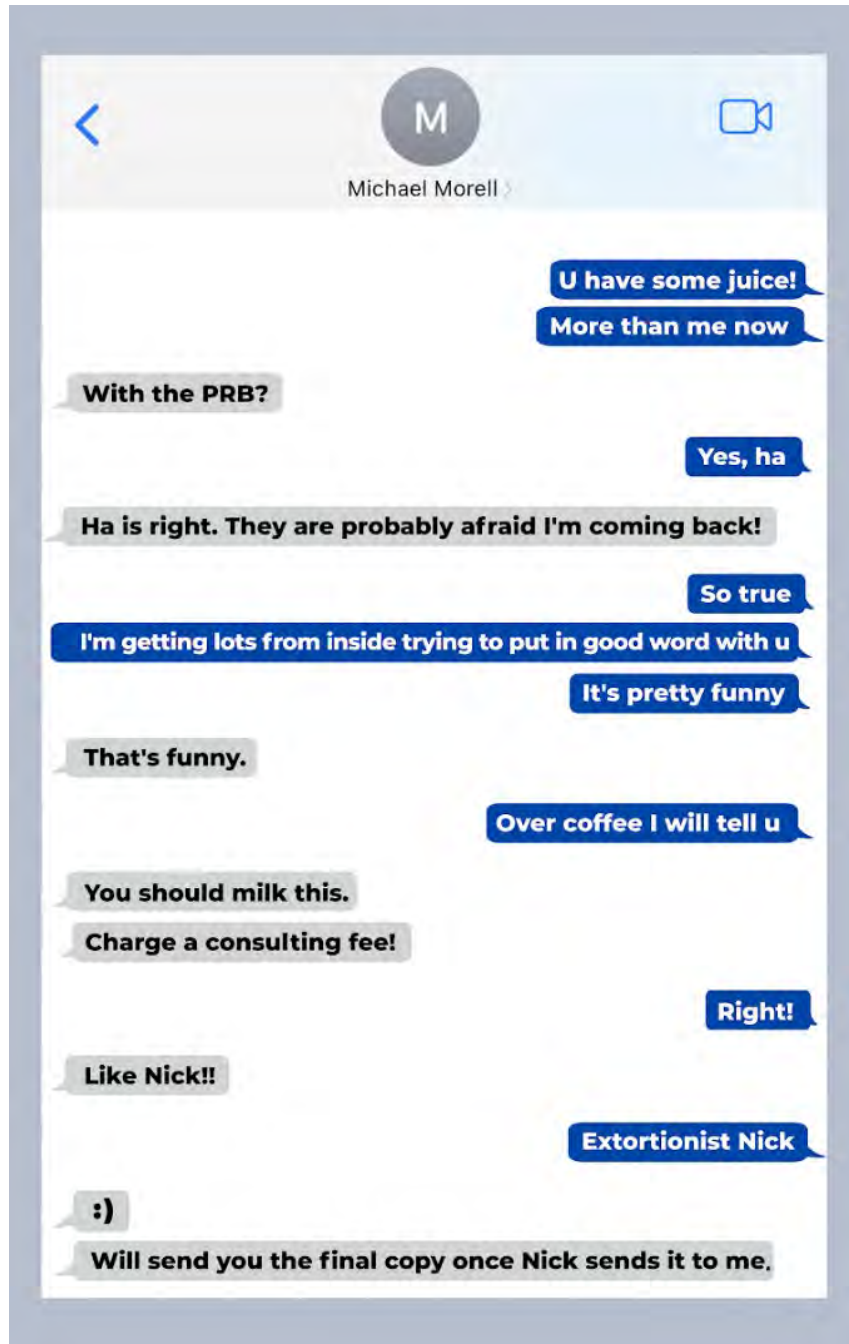 M
Michael Morell
U have some juice!
More than me now
With the PRB?
Yes, ha
Ha is right. They are probably afraid I'm coming back!
So true
I'm getting lots from inside trying to put in good word with u
It's pretty funny
That's funny.
Over coffee I will tell u
You should milk this.
Charge a consulting fee!
Right!
Like Nick!!
Extortionist Nick
:)
Will send you the final copy once Nick sends it to me.